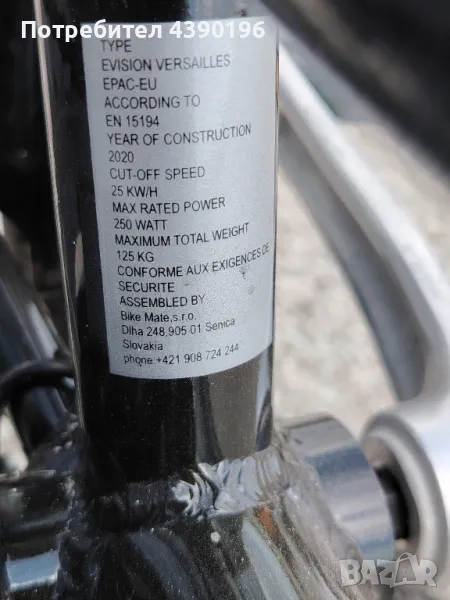 Потребител 4390196
TYPE
EVISION VERSAILLES
EPAC-EU
ACCORDING TO
EN 15194
YEAR OF CONSTRUCTION
2020
CUT-OFF SPEED
25 KW/H
MAX RATED POWER
250 WATT
MAXIMUM TOTAL WEIGHT
125 KG
CONFORME AUX EXIGENCES DE
SECURITE
ASSEMBLED BY
Bike Mate,s.r.o.
Dlha 248,905 01 Senica
Slovakia
phone:+421 908 724 244
BAZAR